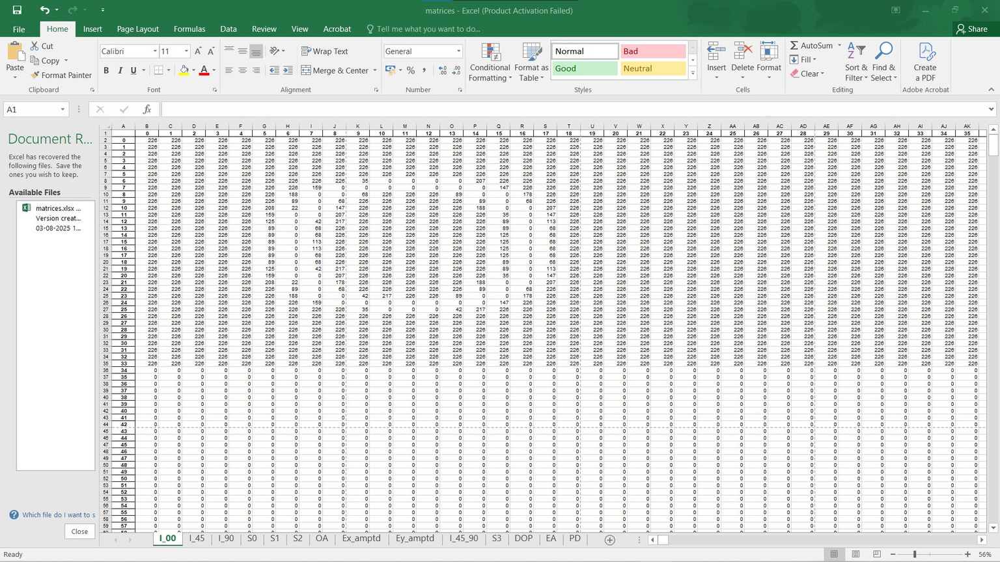 matrices - Excel (Product Activation Failed)
File Home Insert Page Layout Formulas Data Review View Acrobat Tell me what you want to do... Share
Paste
Cut
Copy
Format Painter
Clipboard
Calibri 11
B I U
Font
Wrap Text
Merge & Center
Alignment
General
%
Number
Conditional Formatting
Format as Table
Normal Bad
Good Neutral
Styles
Insert Delete Format
Cells
AutoSum
Fill
Clear
Sort & Filter
Find & Select
Editing
Create a PDF
Adobe Acrobat
A1 fx
Document R...
Excel has recovered the
following files. Save the
ones you wish to keep.
Available Files
matrices.xlsx ...
Version creat...
03-08-2025 1...
Which file do I want to s
Close
A B C D E F G H I J K L M N O P Q R S T U V W X Y Z AA AB AC AD AE AF AG AH AI AJ AK
1 0 1 2 3 4 5 6 7 8 9 10 11 12 13 14 15 16 17 18 19 20 21 22 23 24 25 26 27 28 29 30 31 32 33 34 35
2 0 226 226 226 226 226 226 226 226 226 226 226 226 226 226 226 226 226 226 226 226 226 226 226 226 226 226 226 226 226 226 226 226 226 226 226 226
3 1 226 226 226 226 226 226 226 226 226 226 226 226 226 226 226 226 226 226 226 226 226 226 226 226 226 226 226 226 226 226 226 226 226 226 226 226
4 2 226 226 226 226 226 226 226 226 226 226 226 226 226 226 226 226 226 226 226 226 226 226 226 226 226 226 226 226 226 226 226 226 226 226 226 226
5 3 226 226 226 226 226 226 226 226 226 226 226 226 226 226 226 226 226 226 226 226 226 226 226 226 226 226 226 226 226 226 226 226 226 226 226 226
6 4 226 226 226 226 226 226 226 226 226 226 226 226 226 226 226 226 226 226 226 226 226 226 226 226 226 226 226 226 226 226 226 226 226 226 226 226
7 5 226 226 226 226 226 226 226 226 226 226 226 226 226 226 226 226 226 226 226 226 226 226 226 226 226 226 226 226 226 226 226 226 226 226 226 226
8 6 226 226 226 226 226 226 226 226 226 35 0 0 0 0 207 226 226 226 226 226 226 226 226 226 226 226 226 226 226 226 226 226 226 226 226 226
9 7 226 226 226 226 226 226 226 159 0 0 0 0 0 0 0 147 226 226 226 226 226 226 226 226 226 226 226 226 226 226 226 226 226 226 226 226
10 8 226 226 226 226 226 226 188 0 0 68 226 226 226 89 0 0 178 226 226 226 226 226 226 226 226 226 226 226 226 226 226 226 226 226 226 226
11 9 226 226 226 226 226 226 89 0 68 226 226 226 226 226 89 0 68 226 226 226 226 226 226 226 226 226 226 226 226 226 226 226 226 226 226 226
12 10 226 226 226 226 226 208 22 0 147 226 226 226 226 226 188 0 0 207 226 226 226 226 226 226 226 226 226 226 226 226 226 226 226 226 226 226
13 11 226 226 226 226 226 159 0 0 207 226 226 226 226 226 226 35 0 147 226 226 226 226 226 226 226 226 226 226 226 226 226 226 226 226 226 226
14 12 226 226 226 226 226 125 0 42 217 226 226 226 226 226 226 89 0 113 226 226 226 226 226 226 226 226 226 226 226 226 226 226 226 226 226 226
15 13 226 226 226 226 226 89 0 68 226 226 226 226 226 226 226 89 0 68 226 226 226 226 226 226 226 226 226 226 226 226 226 226 226 226 226 226
16 14 226 226 226 226 226 89 0 68 226 226 226 226 226 226 226 125 0 68 226 226 226 226 226 226 226 226 226 226 226 226 226 226 226 226 226 226
17 15 226 226 226 226 226 89 0 113 226 226 226 226 226 226 226 125 0 68 226 226 226 226 226 226 226 226 226 226 226 226 226 226 226 226 226 226
18 16 226 226 226 226 226 89 0 113 226 226 226 226 226 226 226 125 0 68 226 226 226 226 226 226 226 226 226 226 226 226 226 226 226 226 226 226
19 17 226 226 226 226 226 89 0 68 226 226 226 226 226 226 226 125 0 68 226 226 226 226 226 226 226 226 226 226 226 226 226 226 226 226 226 226
20 18 226 226 226 226 226 89 0 68 226 226 226 226 226 226 226 89 0 68 226 226 226 226 226 226 226 226 226 226 226 226 226 226 226 226 226 226
21 19 226 226 226 226 226 125 0 42 217 226 226 226 226 226 226 89 0 113 226 226 226 226 226 226 226 226 226 226 226 226 226 226 226 226 226 226
22 20 226 226 226 226 226 159 0 0 207 226 226 226 226 226 226 35 0 147 226 226 226 226 226 226 226 226 226 226 226 226 226 226 226 226 226 226
23 21 226 226 226 226 226 208 22 0 178 226 226 226 226 226 188 0 0 207 226 226 226 226 226 226 226 226 226 226 226 226 226 226 226 226 226 226
24 22 226 226 226 226 226 226 89 0 68 226 226 226 226 226 89 0 68 226 226 226 226 226 226 226 226 226 226 226 226 226 226 226 226 226 226 226
25 23 226 226 226 226 226 226 188 0 0 42 217 226 226 89 0 0 178 226 226 226 226 226 226 226 226 226 226 226 226 226 226 226 226 226 226 226
26 24 226 226 226 226 226 226 226 159 0 0 0 0 0 0 0 147 226 226 226 226 226 226 226 226 226 226 226 226 226 226 226 226 226 226 226 226
27 25 226 226 226 226 226 226 226 226 226 35 0 0 0 42 217 226 226 226 226 226 226 226 226 226 226 226 226 226 226 226 226 226 226 226 226 226
28 26 226 226 226 226 226 226 226 226 226 226 226 226 226 226 226 226 226 226 226 226 226 226 226 226 226 226 226 226 226 226 226 226 226 226 226 226
29 27 226 226 226 226 226 226 226 226 226 226 226 226 226 226 226 226 226 226 226 226 226 226 226 226 226 226 226 226 226 226 226 226 226 226 226 226
30 28 226 226 226 226 226 226 226 226 226 226 226 226 226 226 226 226 226 226 226 226 226 226 226 226 226 226 226 226 226 226 226 226 226 226 226 226
31 29 226 226 226 226 226 226 226 226 226 226 226 226 226 226 226 226 226 226 226 226 226 226 226 226 226 226 226 226 226 226 226 226 226 226 226 226
32 30 226 226 226 226 226 226 226 226 226 226 226 226 226 226 226 226 226 226 226 226 226 226 226 226 226 226 226 226 226 226 226 226 226 226 226 226
33 31 226 226 226 226 226 226 226 226 226 226 226 226 226 226 226 226 226 226 226 226 226 226 226 226 226 226 226 226 226 226 226 226 226 226 226 226
34 32 226 226 226 226 226 226 226 226 226 226 226 226 226 226 226 226 226 226 226 226 226 226 226 226 226 226 226 226 226 226 226 226 226 226 226 226
35 33 226 226 226 226 226 226 226 226 226 226 226 226 226 226 226 226 226 226 226 226 226 226 226 226 226 226 226 226 226 226 226 226 226 226 226 226
36 34 0 0 0 0 0 0 0 0 0 0 0 0 0 0 0 0 0 0 0 0 0 0 0 0 0 0 0 0 0 0 0 0 0 0 0 0
37 35 0 0 0 0 0 0 0 0 0 0 0 0 0 0 0 0 0 0 0 0 0 0 0 0 0 0 0 0 0 0 0 0 0 0 0 0
38 36 0 0 0 0 0 0 0 0 0 0 0 0 0 0 0 0 0 0 0 0 0 0 0 0 0 0 0 0 0 0 0 0 0 0 0 0
39 37 0 0 0 0 0 0 0 0 0 0 0 0 0 0 0 0 0 0 0 0 0 0 0 0 0 0 0 0 0 0 0 0 0 0 0 0
40 38 0 0 0 0 0 0 0 0 0 0 0 0 0 0 0 0 0 0 0 0 0 0 0 0 0 0 0 0 0 0 0 0 0 0 0 0
41 39 0 0 0 0 0 0 0 0 0 0 0 0 0 0 0 0 0 0 0 0 0 0 0 0 0 0 0 0 0 0 0 0 0 0 0 0
42 40 0 0 0 0 0 0 0 0 0 0 0 0 0 0 0 0 0 0 0 0 0 0 0 0 0 0 0 0 0 0 0 0 0 0 0 0
43 41 0 0 0 0 0 0 0 0 0 0 0 0 0 0 0 0 0 0 0 0 0 0 0 0 0 0 0 0 0 0 0 0 0 0 0 0
44 42 0 0 0 0 0 0 0 0 0 0 0 0 0 0 0 0 0 0 0 0 0 0 0 0 0 0 0 0 0 0 0 0 0 0 0 0
45 43 0 0 0 0 0 0 0 0 0 0 0 0 0 0 0 0 0 0 0 0 0 0 0 0 0 0 0 0 0 0 0 0 0 0 0 0
46 44 0 0 0 0 0 0 0 0 0 0 0 0 0 0 0 0 0 0 0 0 0 0 0 0 0 0 0 0 0 0 0 0 0 0 0 0
47 45 0 0 0 0 0 0 0 0 0 0 0 0 0 0 0 0 0 0 0 0 0 0 0 0 0 0 0 0 0 0 0 0 0 0 0 0
48 46 0 0 0 0 0 0 0 0 0 0 0 0 0 0 0 0 0 0 0 0 0 0 0 0 0 0 0 0 0 0 0 0 0 0 0 0
49 47 0 0 0 0 0 0 0 0 0 0 0 0 0 0 0 0 0 0 0 0 0 0 0 0 0 0 0 0 0 0 0 0 0 0 0 0
50 48 0 0 0 0 0 0 0 0 0 0 0 0 0 0 0 0 0 0 0 0 0 0 0 0 0 0 0 0 0 0 0 0 0 0 0 0
51 49 0 0 0 0 0 0 0 0 0 0 0 0 0 0 0 0 0 0 0 0 0 0 0 0 0 0 0 0 0 0 0 0 0 0 0 0
52 50 0 0 0 0 0 0 0 0 0 0 0 0 0 0 0 0 0 0 0 0 0 0 0 0 0 0 0 0 0 0 0 0 0 0 0 0
53 51 0 0 0 0 0 0 0 0 0 0 0 0 0 0 0 0 0 0 0 0 0 0 0 0 0 0 0 0 0 0 0 0 0 0 0 0
54 52 0 0 0 0 0 0 0 0 0 0 0 0 0 0 0 0 0 0 0 0 0 0 0 0 0 0 0 0 0 0 0 0 0 0 0 0
55 53 0 0 0 0 0 0 0 0 0 0 0 0 0 0 0 0 0 0 0 0 0 0 0 0 0 0 0 0 0 0 0 0 0 0 0 0
56 54 0 0 0 0 0 0 0 0 0 0 0 0 0 0 0 0 0 0 0 0 0 0 0 0 0 0 0 0 0 0 0 0 0 0 0 0
57 55 0 0 0 0 0 0 0 0 0 0 0 0 0 0 0 0 0 0 0 0 0 0 0 0 0 0 0 0 0 0 0 0 0 0 0 0
58 56 0 0 0 0 0 0 0 0 0 0 0 0 0 0 0 0 0 0 0 0 0 0 0 0 0 0 0 0 0 0 0 0 0 0 0 0
59 57 0 0 0 0 0 0 0 0 0 0 0 0 0 0 0 0 0 0 0 0 0 0 0 0 0 0 0 0 0 0 0 0 0 0 0 0
I_00 I_45 I_90 S0 S1 S2 OA Ex_amptd Ey_amptd I_45_90 S3 DOP EA PD
Ready 56%